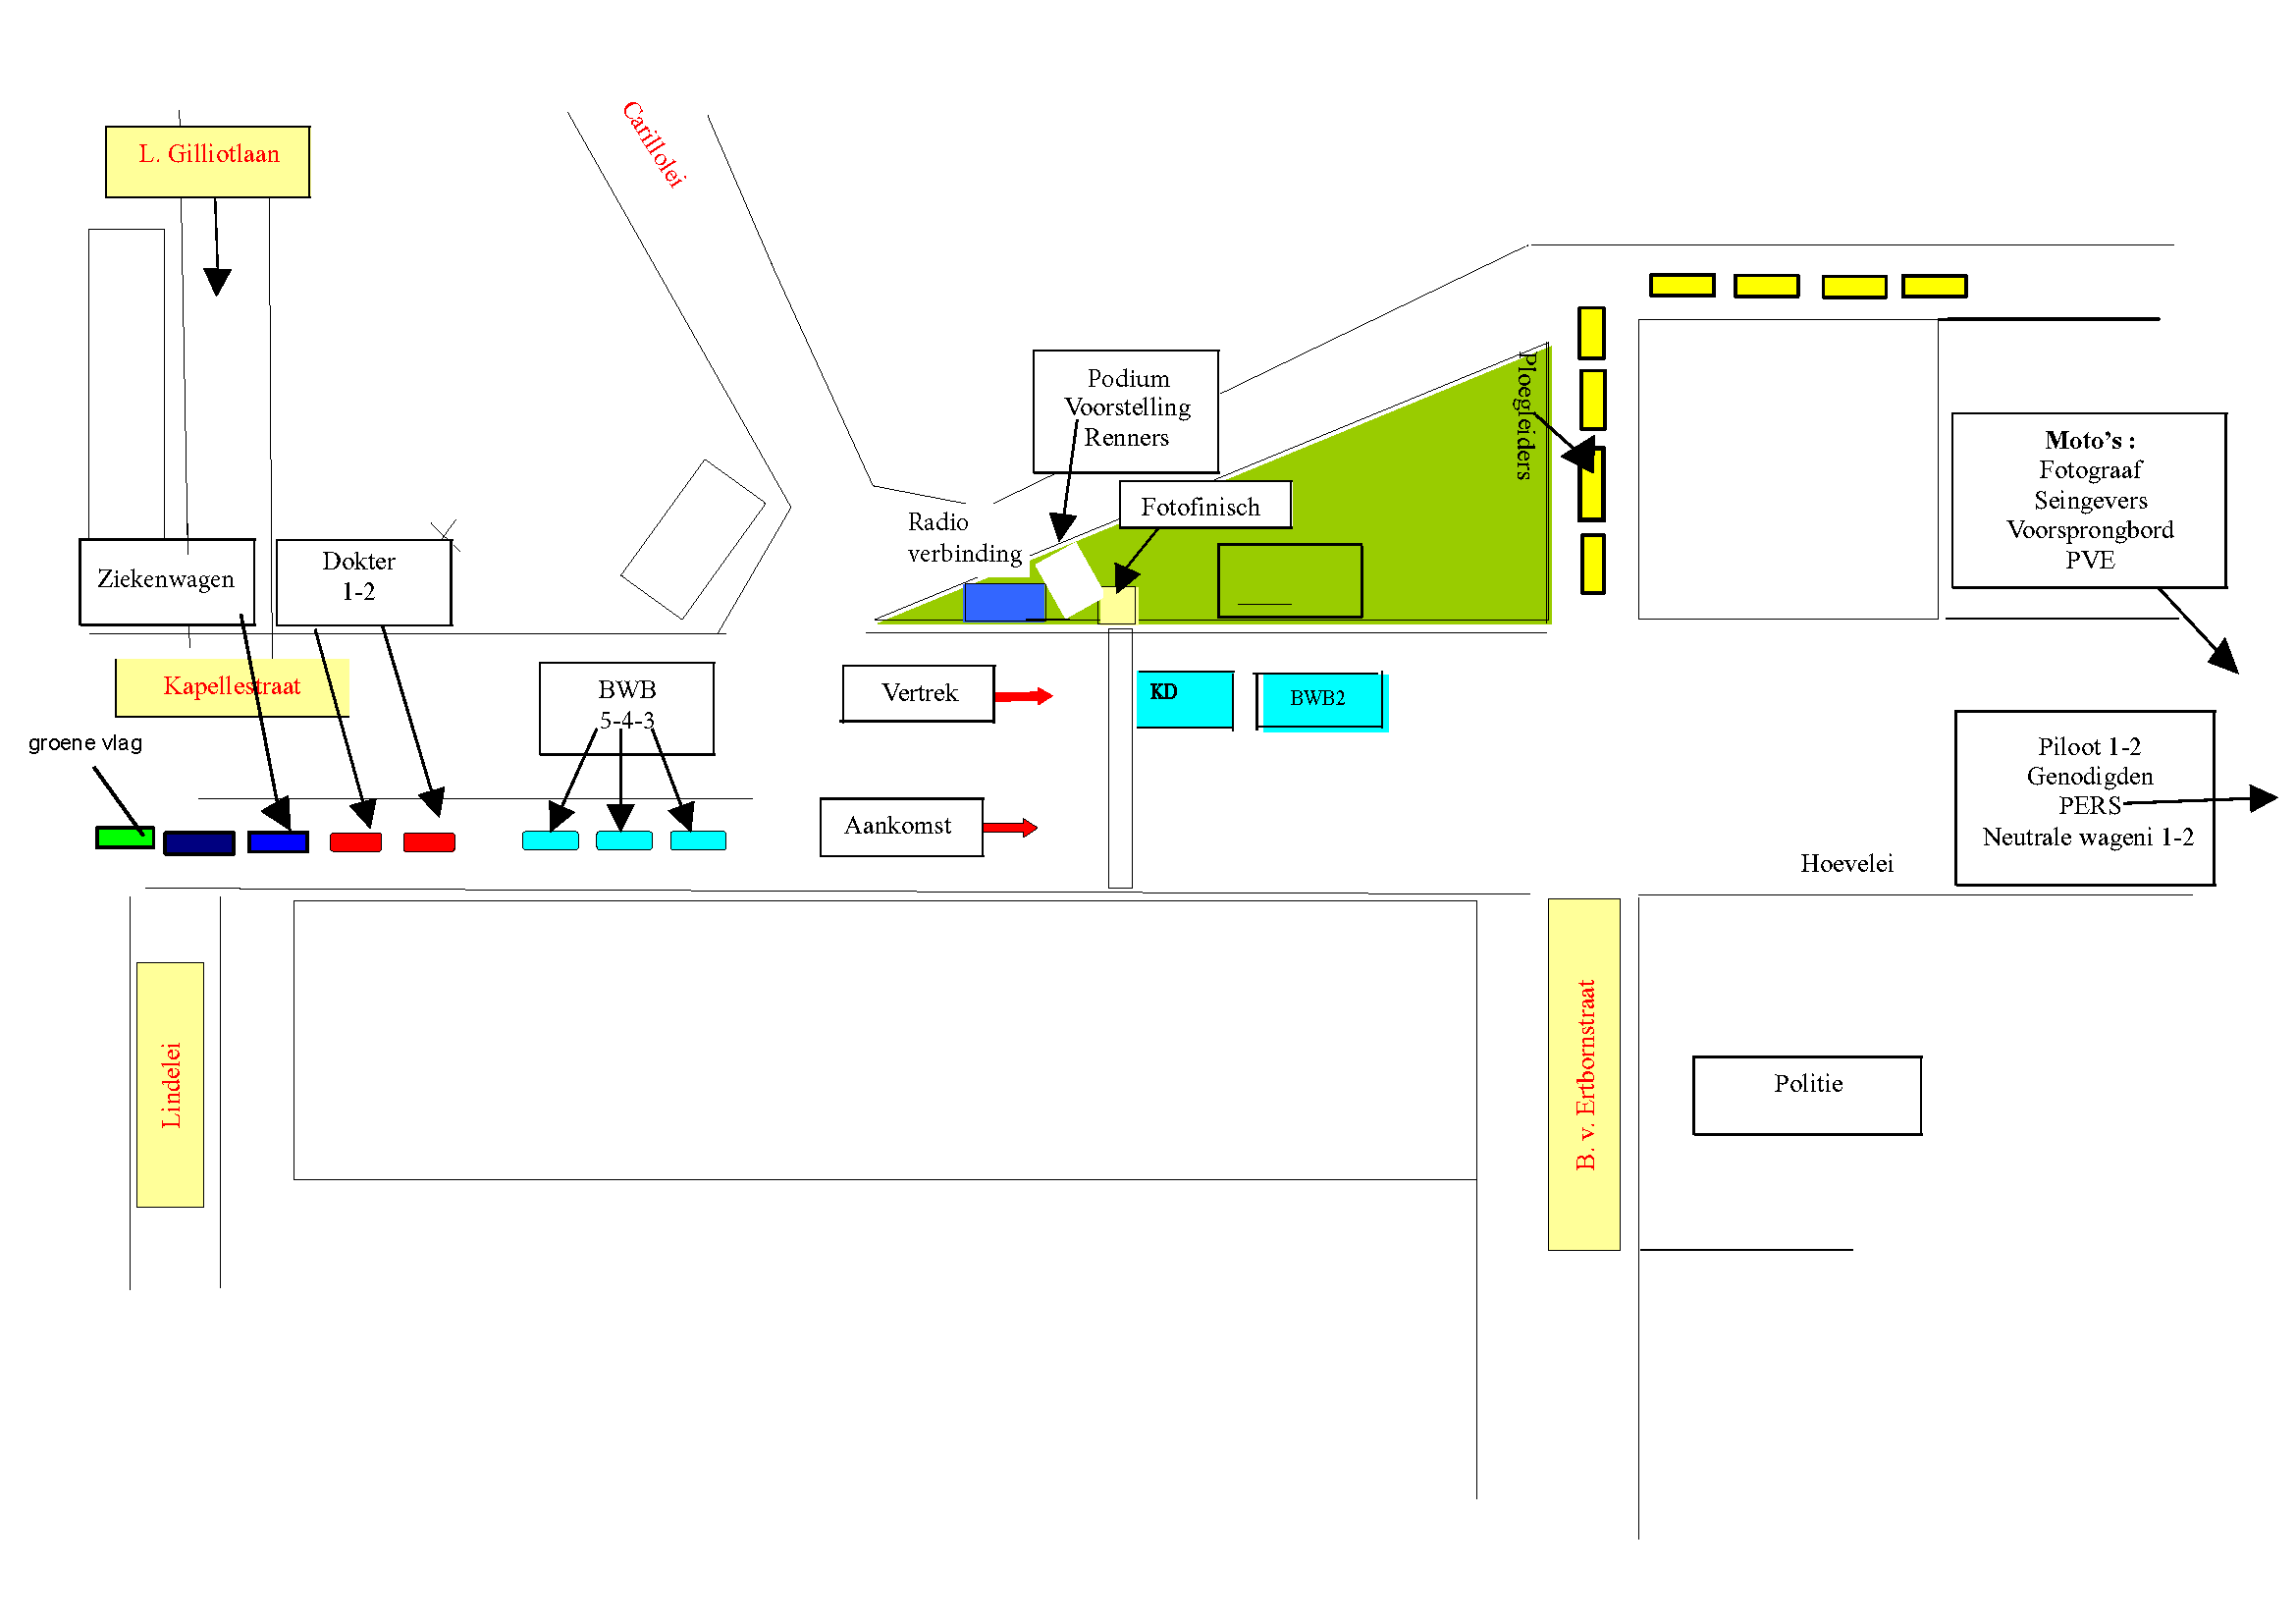 Carillolei
L. Gilliotlaan
Podium
Voorstelling
Renners
Ploegleiders
Moto’s :
Fotograaf
Seingevers
Voorsprongbord
PVE
Fotofinisch
Radio
verbinding
Ziekenwagen
Dokter
1-2
Kapellestraat
BWB
5-4-3
Vertrek
KD
BWB2
groene vlag
Piloot 1-2
Genodigden
PERS
Neutrale wageni 1-2
Aankomst
Hoevelei
Lindelei
B. v. Ertbornstraat
Politie